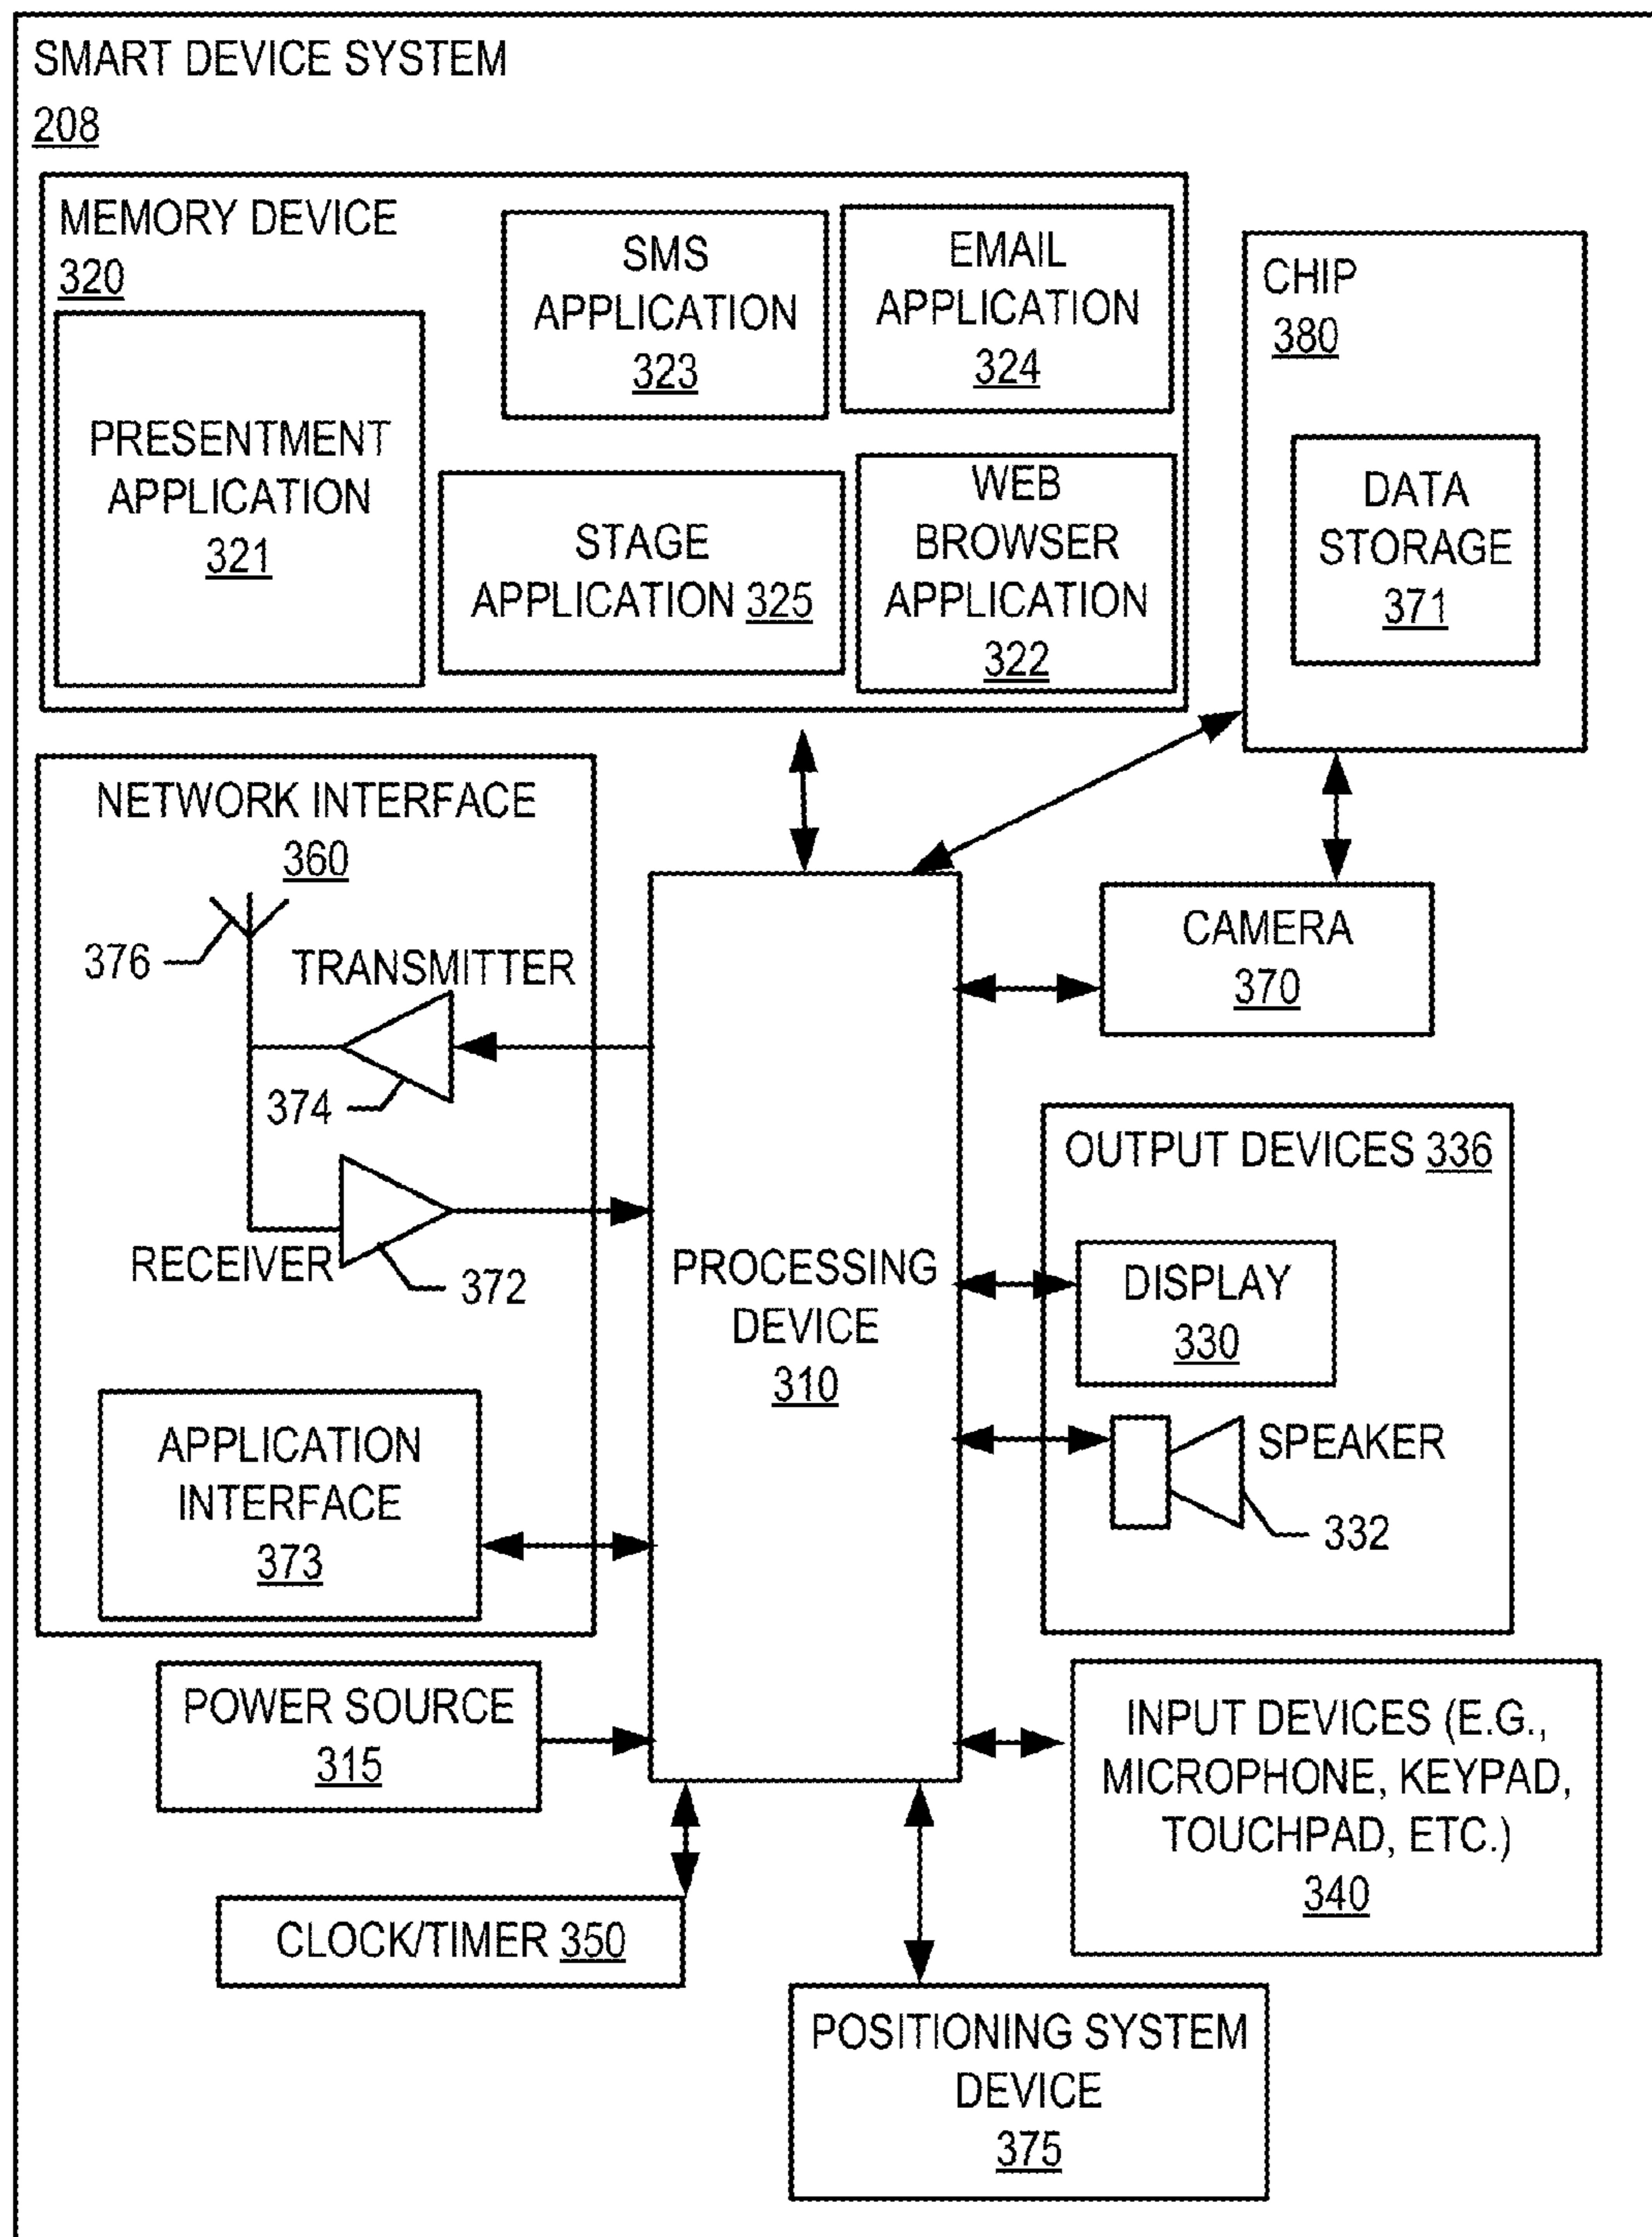 SMART DEVICE SYSTEM
208
MEMORY DEVICE
320
PRESENTMENT
APPLICATION
321
SMS
APPLICATION
323
EMAIL
APPLICATION
324
STAGE
APPLICATION 325
WEB
BROWSER
APPLICATION
322
CHIP
380
DATA
STORAGE
371
NETWORK INTERFACE
360
376
TRANSMITTER
374
RECEIVER
372
APPLICATION
INTERFACE
373
PROCESSING
DEVICE
310
CAMERA
370
OUTPUT DEVICES 336
DISPLAY
330
SPEAKER
332
POWER SOURCE
315
INPUT DEVICES (E.G.,
MICROPHONE, KEYPAD,
TOUCHPAD, ETC.)
340
CLOCK/TIMER 350
POSITIONING SYSTEM
DEVICE
375